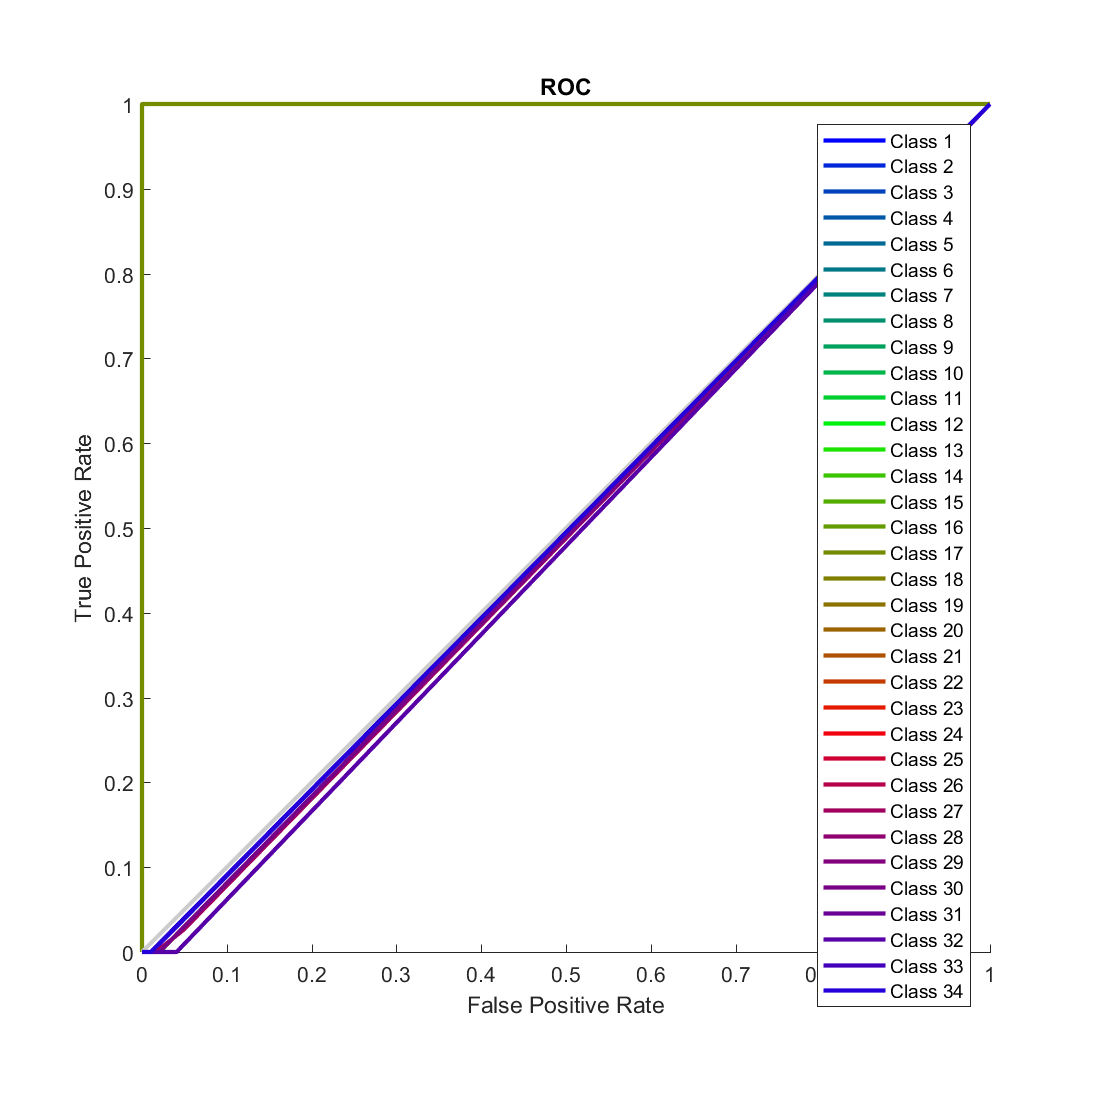 ROC
1
0.9
0.8
0.7
0.6
0.5
0.4
0.3
0.2
0.1
0
True Positive Rate
Class 1
Class 2
Class 3
Class 4
Class 5
Class 6
Class 7
Class 8
Class 9
Class 10
Class 11
Class 12
Class 13
Class 14
Class 15
Class 16
Class 17
Class 18
Class 19
Class 20
Class 21
Class 22
Class 23
Class 24
Class 25
Class 26
Class 27
Class 28
Class 29
Class 30
Class 31
Class 32
Class 33
Class 34
0 0.1 0.2 0.3 0.4 0.5 0.6 0.7 1
False Positive Rate